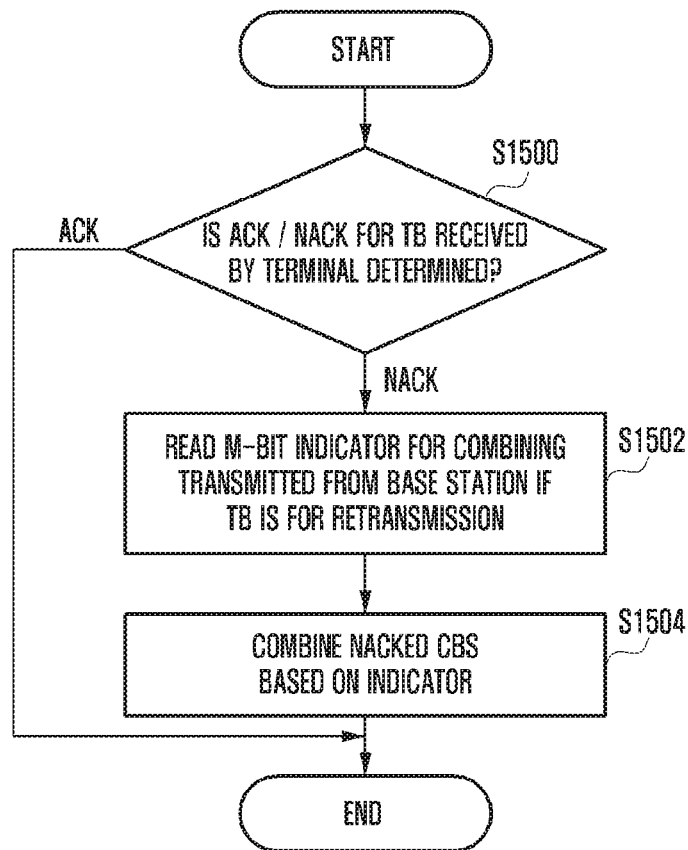 START
S1500
IS ACK / NACK FOR TB RECEIVED
BY TERMINAL DETERMINED?
ACK
NACK
READ M-BIT INDICATOR FOR COMBINING
TRANSMITTED FROM BASE STATION IF
TB IS FOR RETRANSMISSION
S1502
COMBINE NACKED CBS
BASED ON INDICATOR
S1504
END